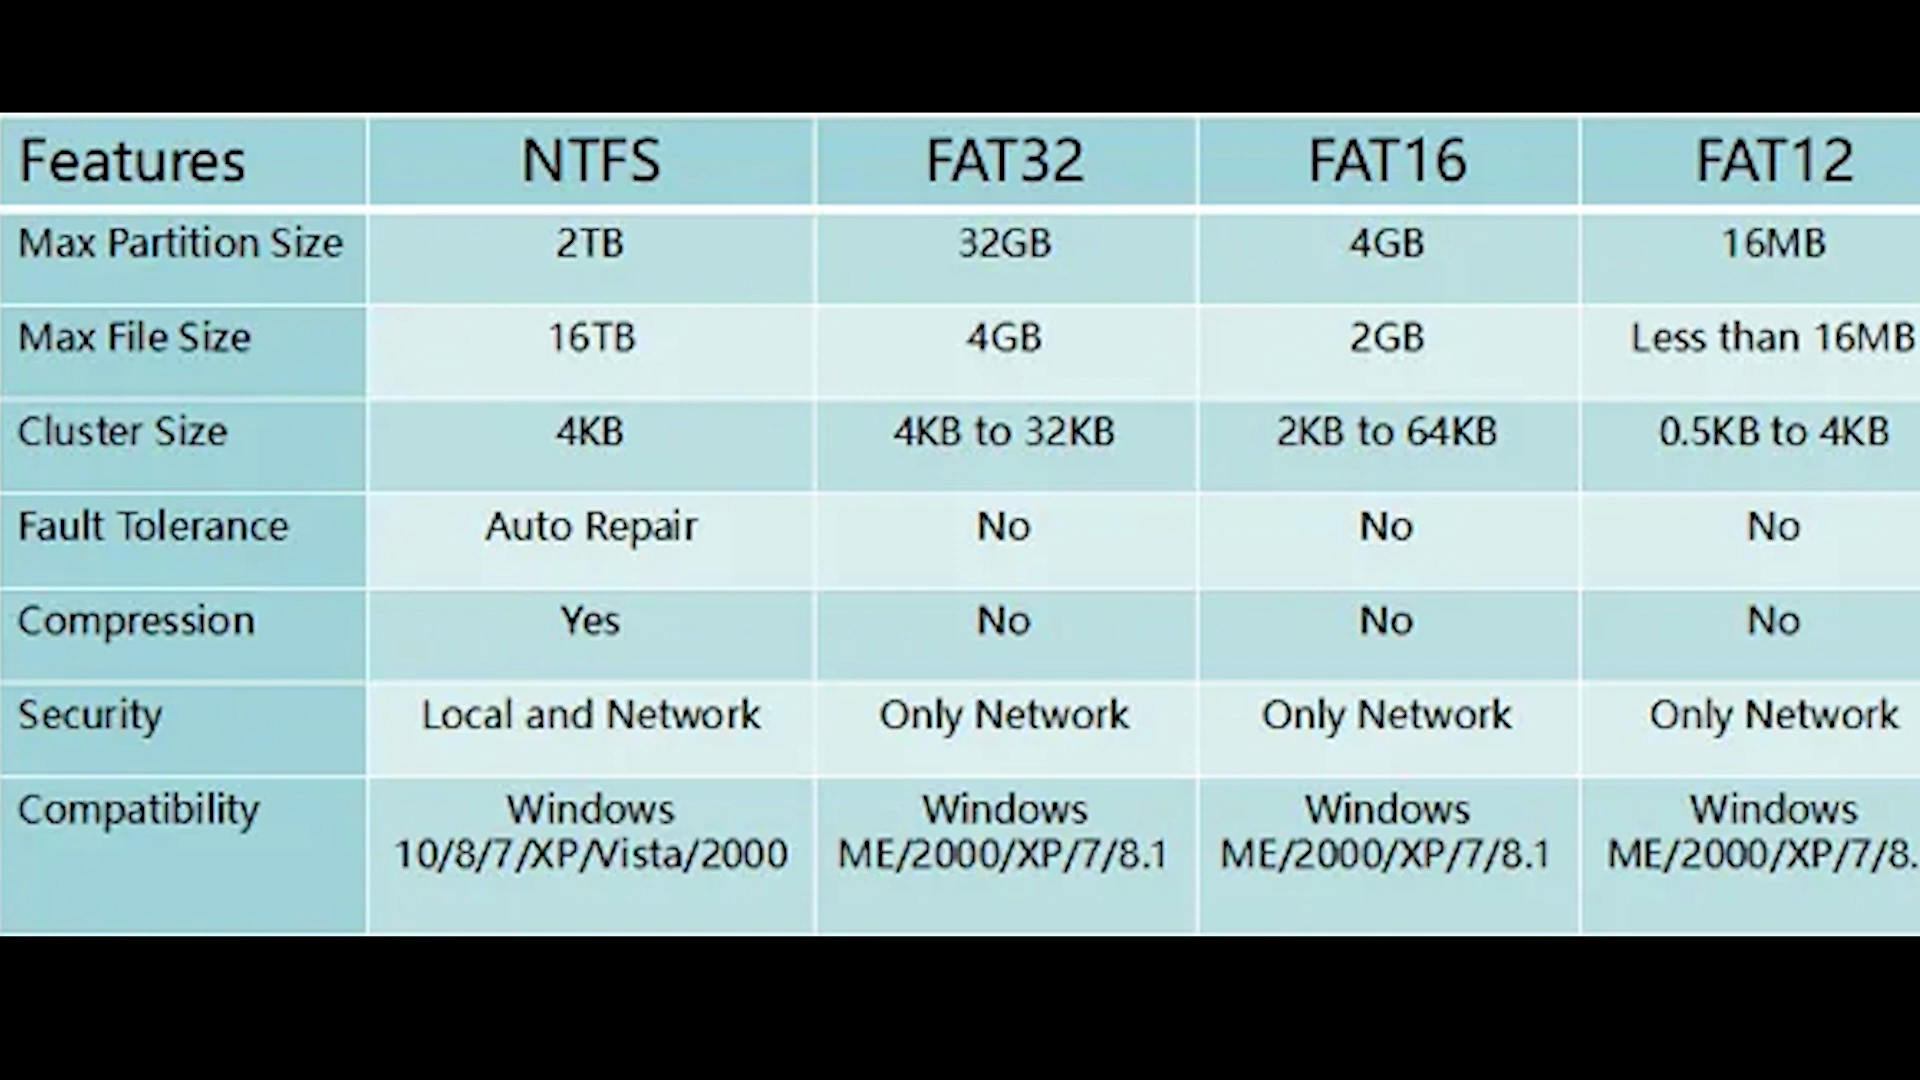 Features NTFS FAT32 FAT16 FAT12
Max Partition Size 2TB 32GB 4GB 16MB
Max File Size 16TB 4GB 2GB Less than 16MB
Cluster Size 4KB 4KB to 32KB 2KB to 64KB 0.5KB to 4KB
Fault Tolerance Auto Repair No No No
Compression Yes No No No
Security Local and Network Only Network Only Network Only Network
Compatibility Windows Windows Windows Windows
10/8/7/XP/Vista/2000 ME/2000/XP/7/8.1 ME/2000/XP/7/8.1 ME/2000/XP/7/8.